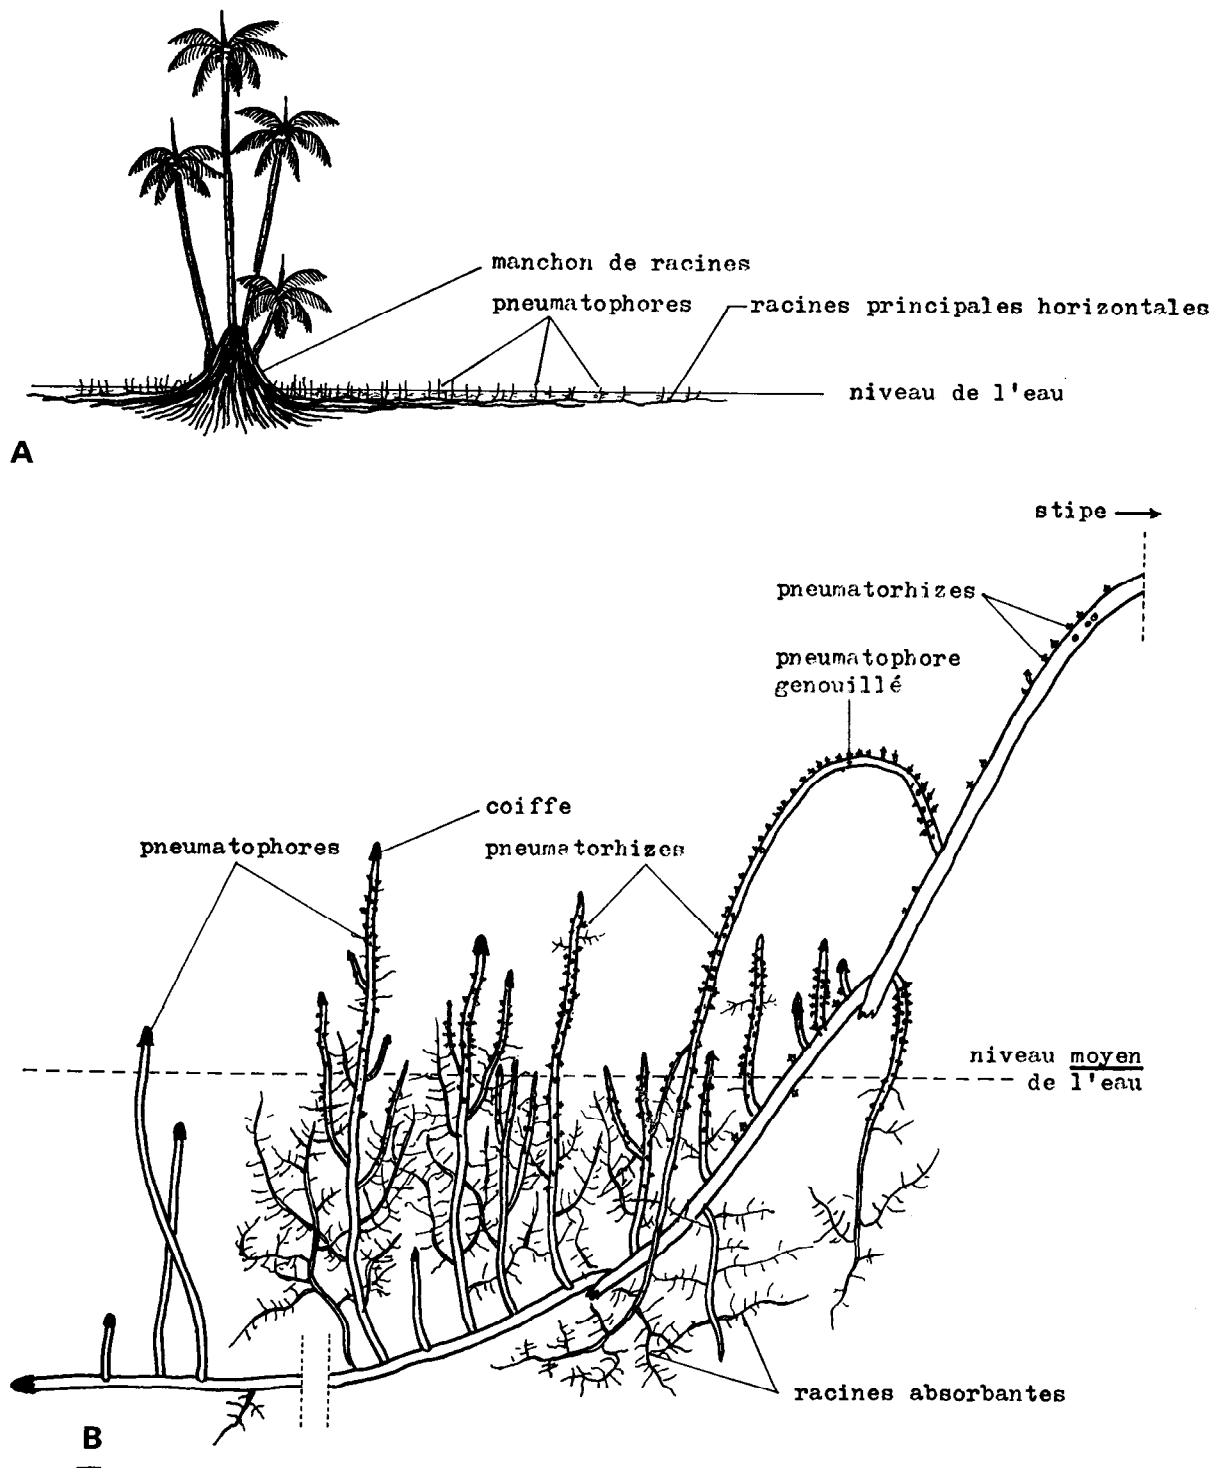 manchon de racines
pneumatophores
racines principales horizontales
niveau de l'eau
A
stipe
pneumatorhizes
pneumatophore
genouillé
coiffe
pneumatophores
pneumatorhizes
niveau moyen
de l'eau
racines absorbantes
B